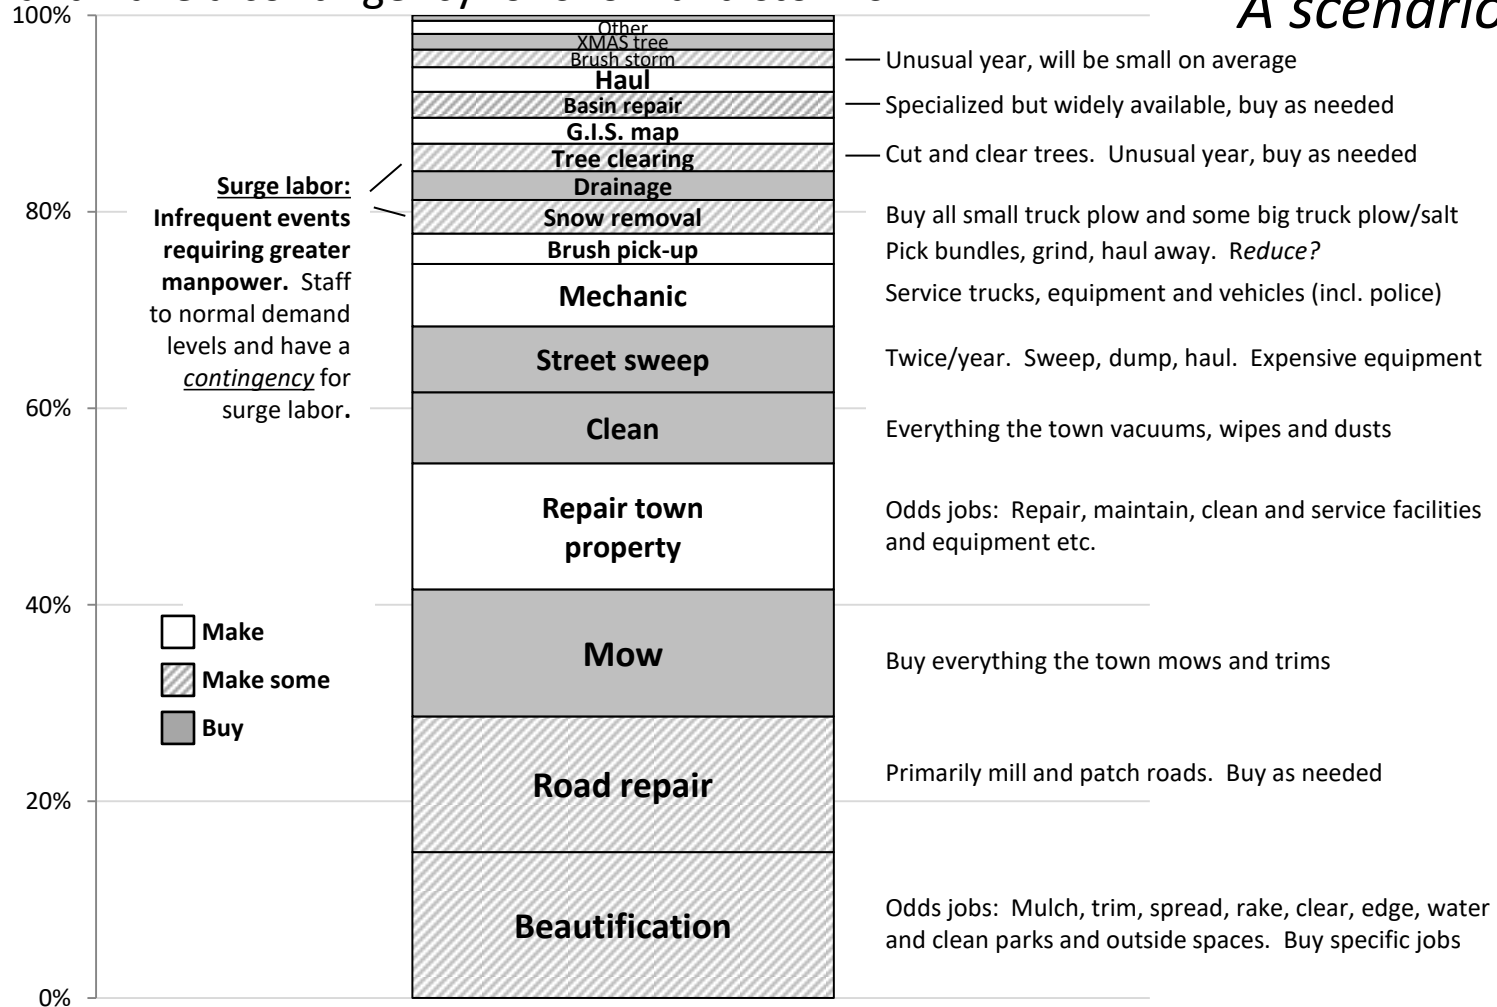 A scenario
100%
80%
60%
40%
20%
0%
Surge labor:
Infrequent events
requiring greater
manpower. Staff
to normal demand
levels and have a
contingency for
surge labor.
Make
Make some
Buy
Other
XMAS tree
Brush storm
Haul
Basin repair
G.I.S. map
Tree clearing
Drainage
Snow removal
Brush pick-up
Mechanic
Street sweep
Clean
Repair town
property
Mow
Road repair
Beautification
Unusual year, will be small on average
Specialized but widely available, buy as needed
Cut and clear trees. Unusual year, buy as needed
Buy all small truck plow and some big truck plow/salt
Pick bundles, grind, haul away. Reduce?
Service trucks, equipment and vehicles (incl. police)
Twice/year. Sweep, dump, haul. Expensive equipment
Everything the town vacuums, wipes and dusts
Odds jobs: Repair, maintain, clean and service facilities
and equipment etc.
Buy everything the town mows and trims
Primarily mill and patch roads. Buy as needed
Odds jobs: Mulch, trim, spread, rake, clear, edge, water
and clean parks and outside spaces. Buy specific jobs